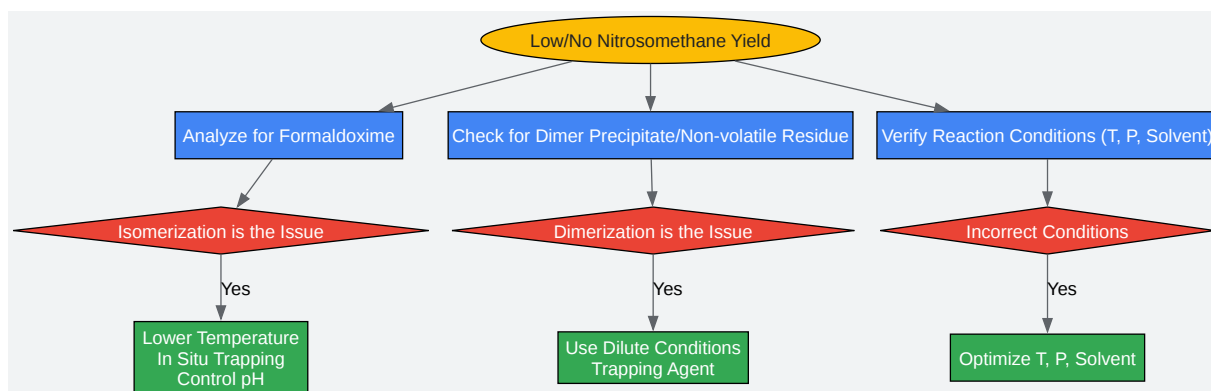 Low/No Nitrosomethane Yield
Analyze for Formaldoxime
Check for Dimer Precipitate/Non-volatile Residue
Verify Reaction Conditions (T, P, Solvent)
Isomerization is the Issue
Dimerization is the Issue
Incorrect Conditions
Yes
Yes
Yes
Lower Temperature
In Situ Trapping
Control pH
Use Dilute Conditions
Trapping Agent
Optimize T, P, Solvent